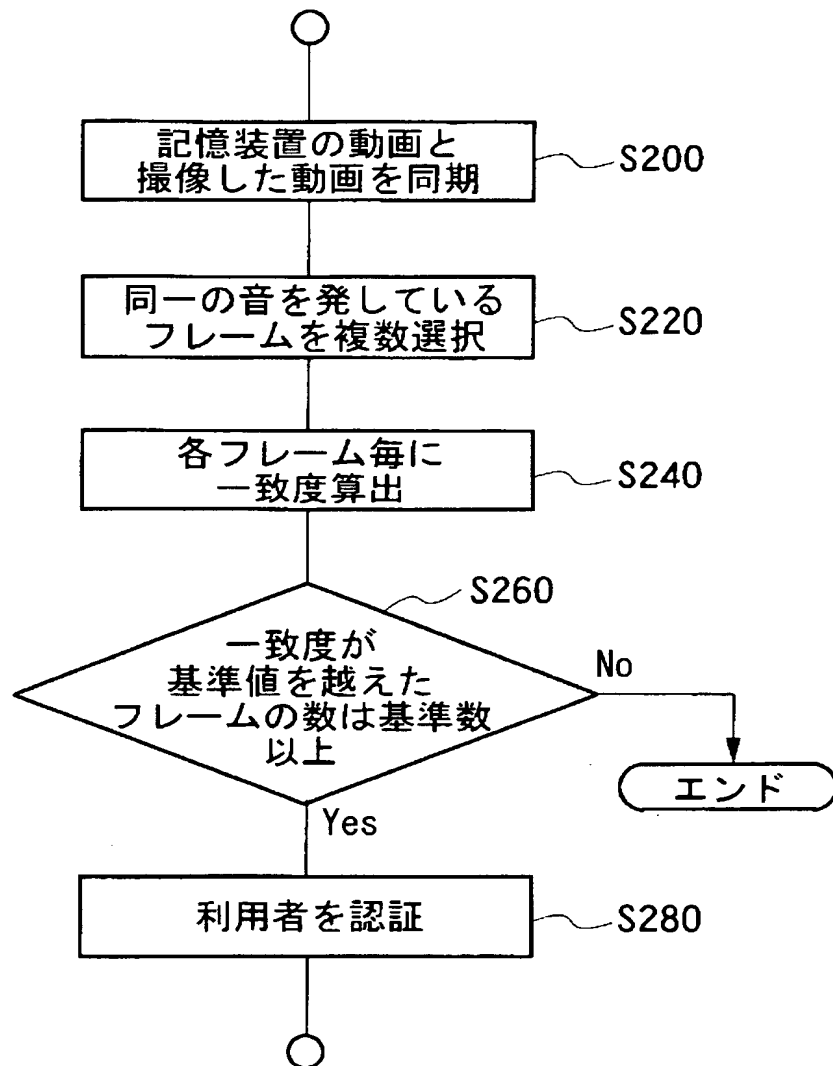 記憶装置の動画と
撮像した動画を同期
S200
同一の音を発している
フレームを複数選択
S220
各フレーム毎に
一致度算出
S240
S260
一致度が
基準値を越えた
フレームの数は基準数
以上
No
エンド
Yes
利用者を認証
S280